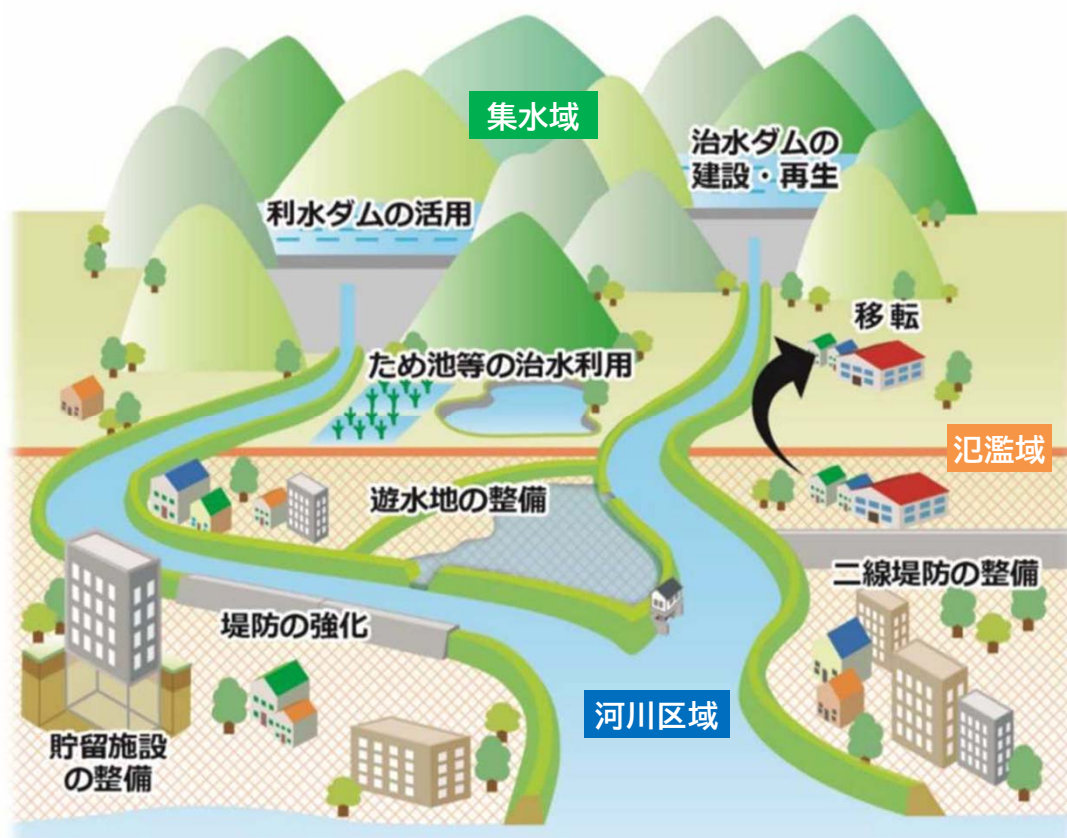 集水域
治水ダムの
建設・再生
利水ダムの活用
移転
ため池等の治水利用
氾濫域
遊水地の整備
二線堤防の整備
堤防の強化
河川区域
貯留施設
の整備